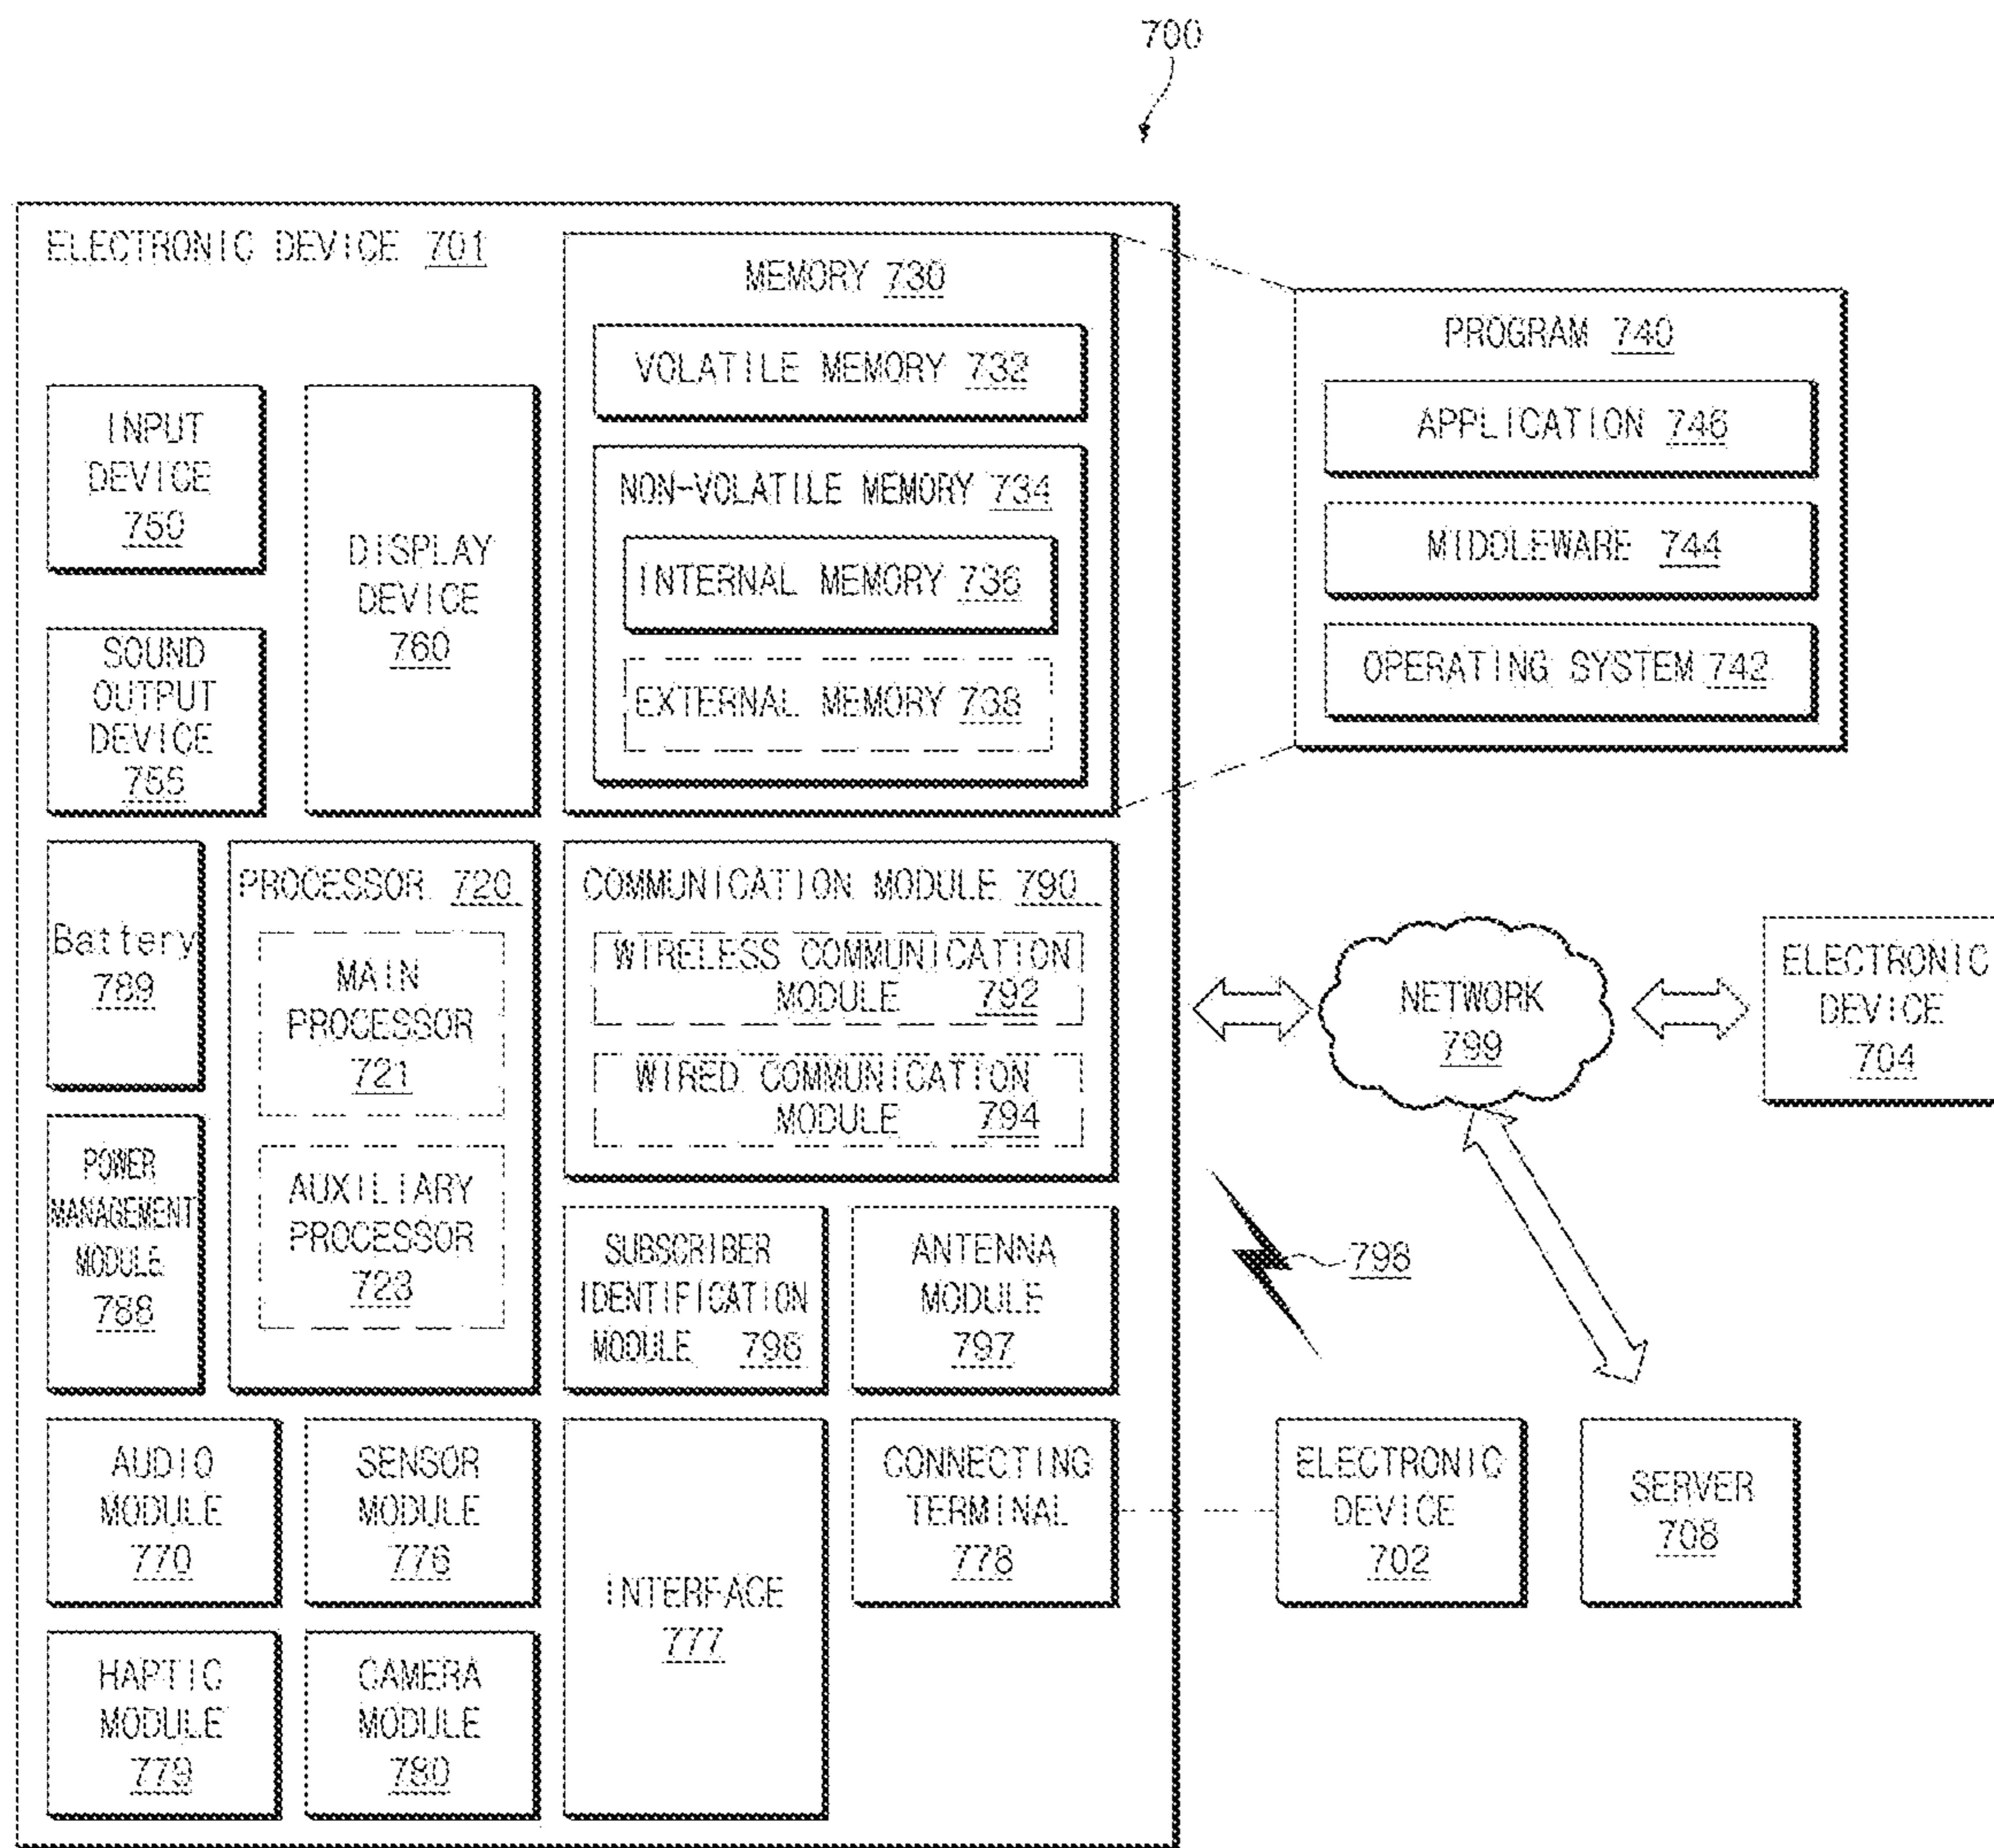 700
ELECTRONIC DEVICE 701
MEMORY 730
VOLATILE MEMORY 732
NON-VOLATILE MEMORY 734
INTERNAL MEMORY 736
EXTERNAL MEMORY 738
PROGRAM 740
APPLICATION 746
MIDDLEWARE 744
OPERATING SYSTEM 742
INPUT
DEVICE
750
SOUND
OUTPUT
DEVICE
755
DISPLAY
DEVICE
760
Battery
789
POWER
MANAGEMENT
MODULE
788
PROCESSOR 720
MAIN
PROCESSOR
721
AUXILIARY
PROCESSOR
723
COMMUNICATION MODULE 790
WIRELESS COMMUNICATION
MODULE 792
WIRED COMMUNICATION
MODULE 794
SUBSCRIBER
IDENTIFICATION
MODULE 796
ANTENNA
MODULE
797
NETWORK
799
ELECTRONIC
DEVICE
704
798
AUDIO
MODULE
770
SENSOR
MODULE
776
INTERFACE
777
CONNECTING
TERMINAL
778
ELECTRONIC
DEVICE
702
SERVER
708
HAPTIC
MODULE
779
CAMERA
MODULE
780